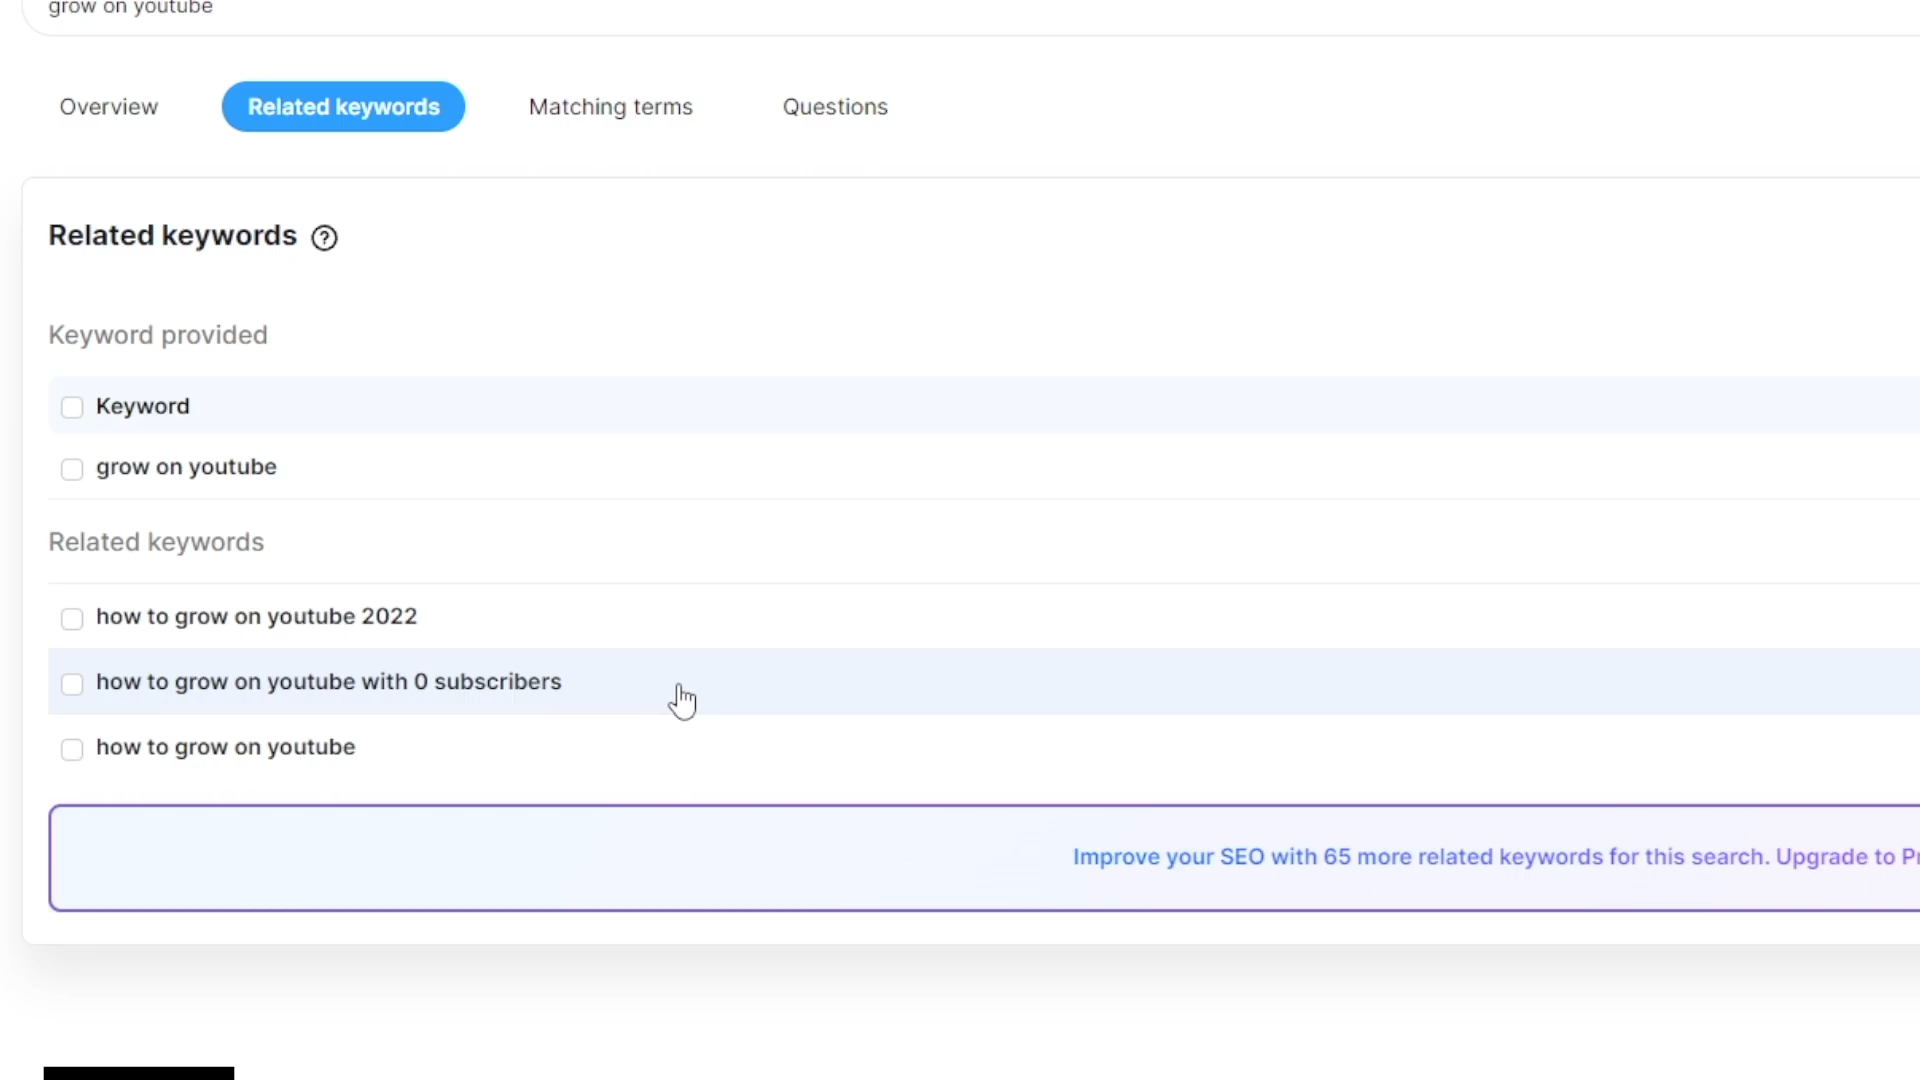 grow on youtube
Overview
Related keywords
Matching terms
Questions
Related keywords
Keyword provided
Keyword
grow on youtube
Related keywords
how to grow on youtube 2022
how to grow on youtube with 0 subscribers
how to grow on youtube
Improve your SEO with 65 more related keywords for this search. Upgrade to